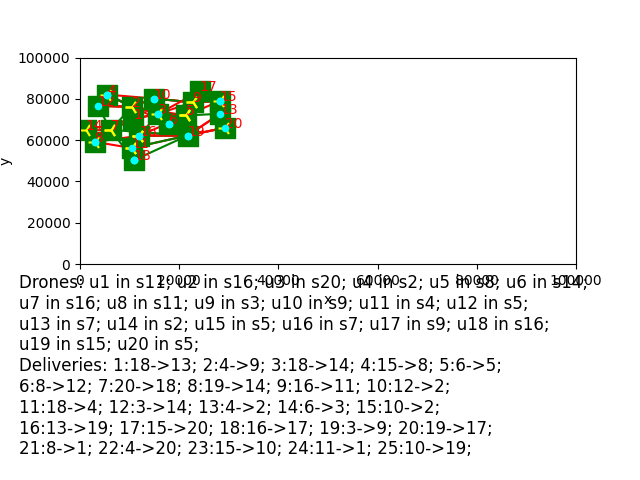 100000
80000
60000
40000
20000
0
y
0 20000 40000 60000 80000 100000
x
Drones: u1 in s11; u2 in s16; u3 in s20; u4 in s2; u5 in s8; u6 in s14;
u7 in s16; u8 in s11; u9 in s3; u10 in s9; u11 in s4; u12 in s5;
u13 in s7; u14 in s2; u15 in s5; u16 in s7; u17 in s9; u18 in s16;
u19 in s15; u20 in s5;
Deliveries: 1:18->13; 2:4->9; 3:18->14; 4:15->8; 5:6->5;
6:8->12; 7:20->18; 8:19->14; 9:16->11; 10:12->2;
11:18->4; 12:3->14; 13:4->2; 14:6->3; 15:10->2;
16:13->19; 17:15->20; 18:16->17; 19:3->9; 20:19->17;
21:8->1; 22:4->20; 23:15->10; 24:11->1; 25:10->19;